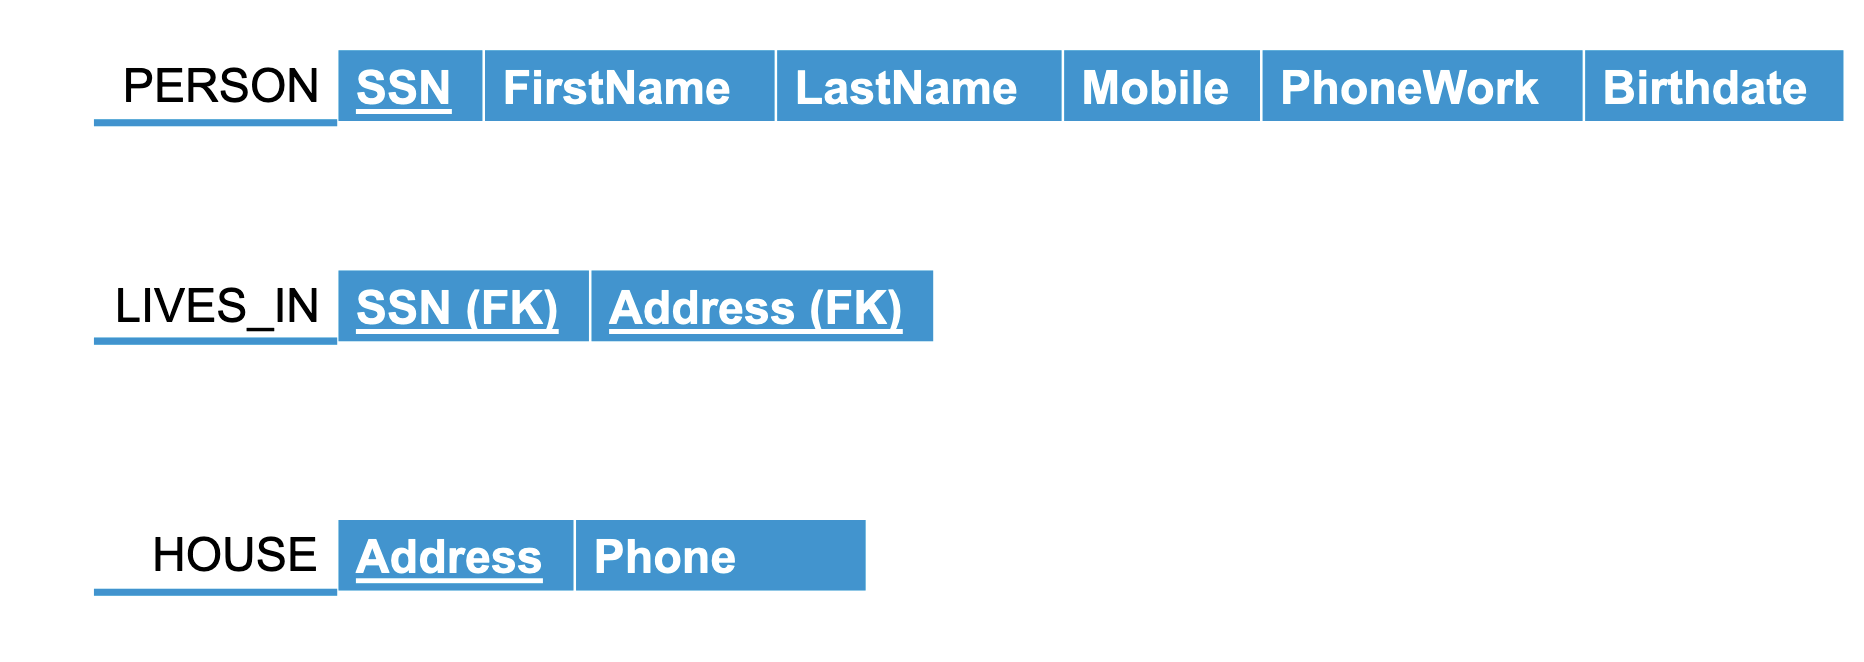 PERSON SSN FirstName LastName Mobile PhoneWork Birthdate
LIVES_IN SSN (FK) Address (FK)
HOUSE Address Phone